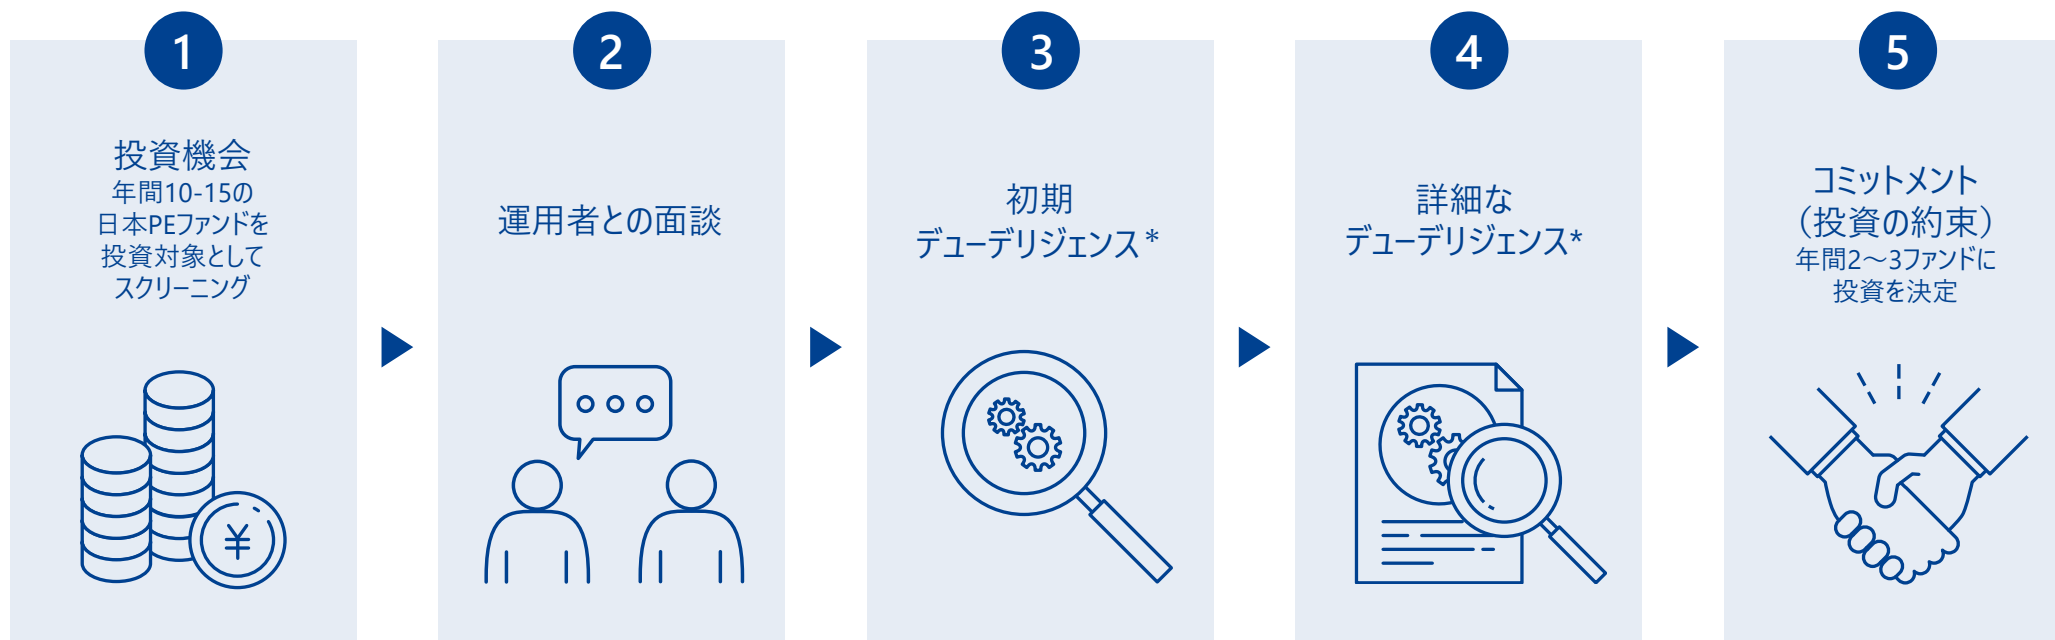 1
投資機会
年間10-15の
日本PEファンドを
投資対象として
スクリーニング
¥
2
運用者との面談
3
初期
デューデリジェンス*
4
詳細な
デューデリジェンス*
5
コミットメント
（投資の約束）
年間2～3ファンドに
投資を決定